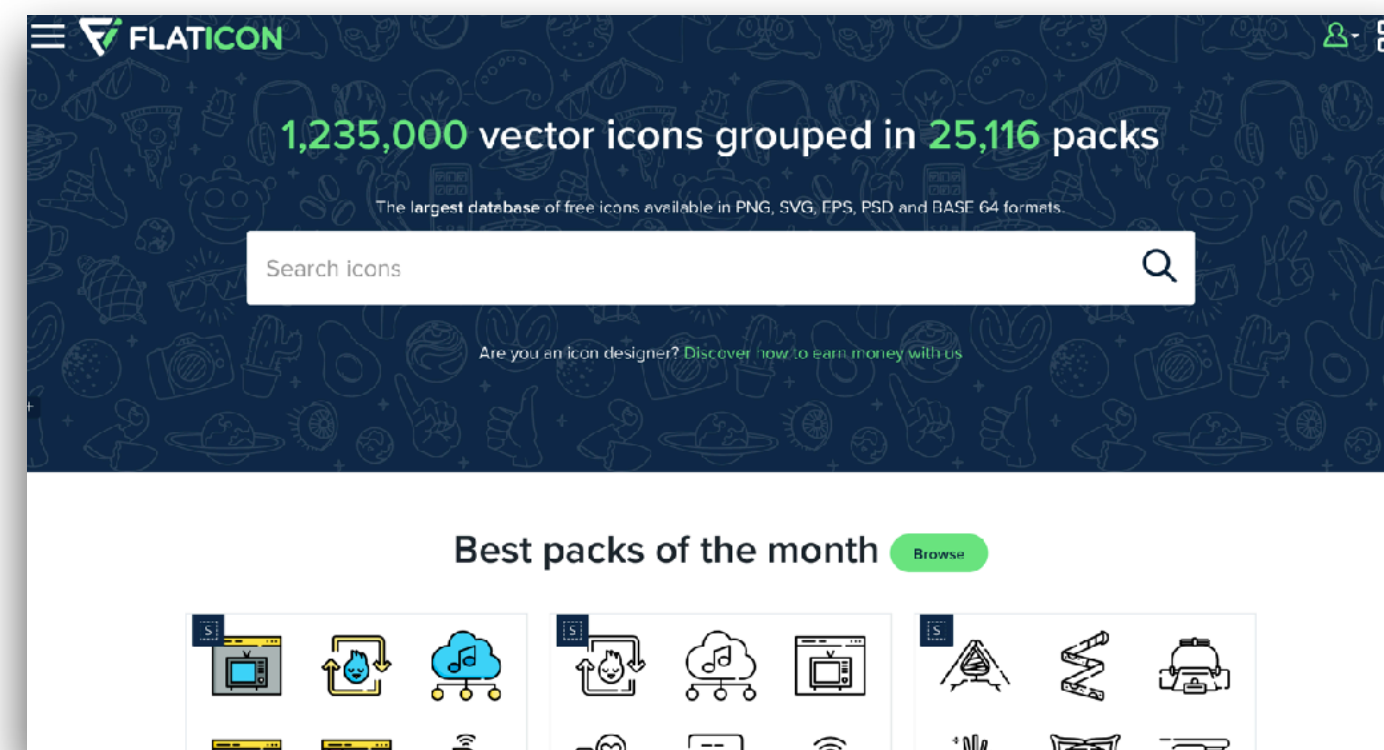 FLATICON
1,235,000 vector icons grouped in 25,116 packs
The largest database of free icons available in PNG, SVG, EPS, PSD and BASE 64 formats.
Search icons
Are you an icon designer? Discover how to earn money with us
Best packs of the month Browse
S S S